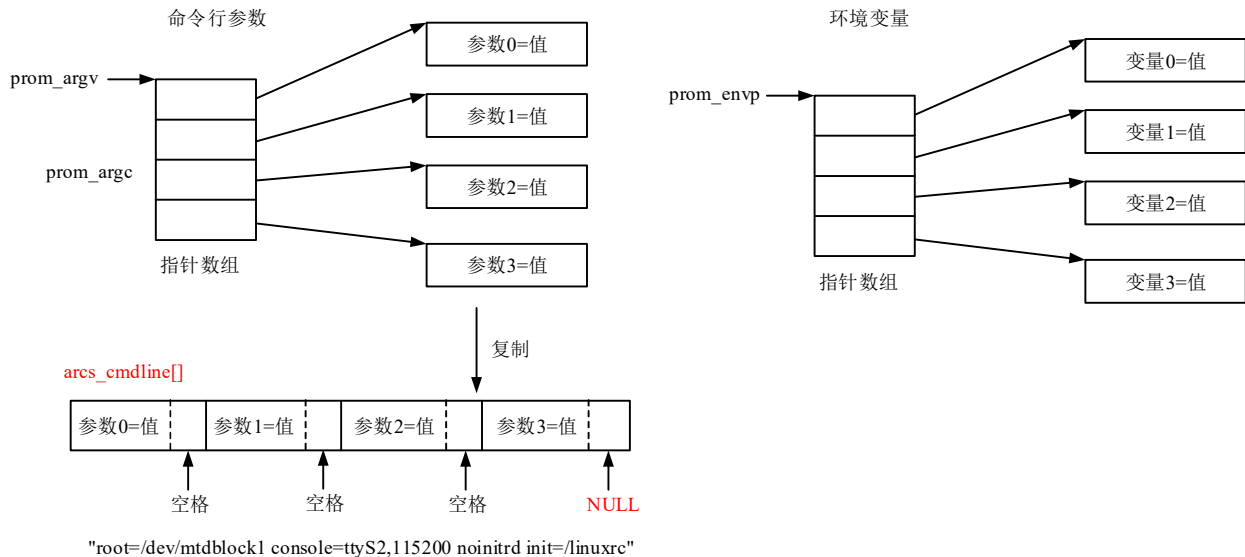 命令行参数
prom_argv
prom_argc
指针数组
参数0=值
参数1=值
参数2=值
参数3=值
环境变量
prom_envp
指针数组
变量0=值
变量1=值
变量2=值
变量3=值
复制
arcs_cmdline[]
参数0=值 参数1=值 参数2=值 参数3=值
空格 空格 空格 NULL
"root=/dev/mtdblock1 console=ttyS2,115200 noinitrd init=/linuxrc"